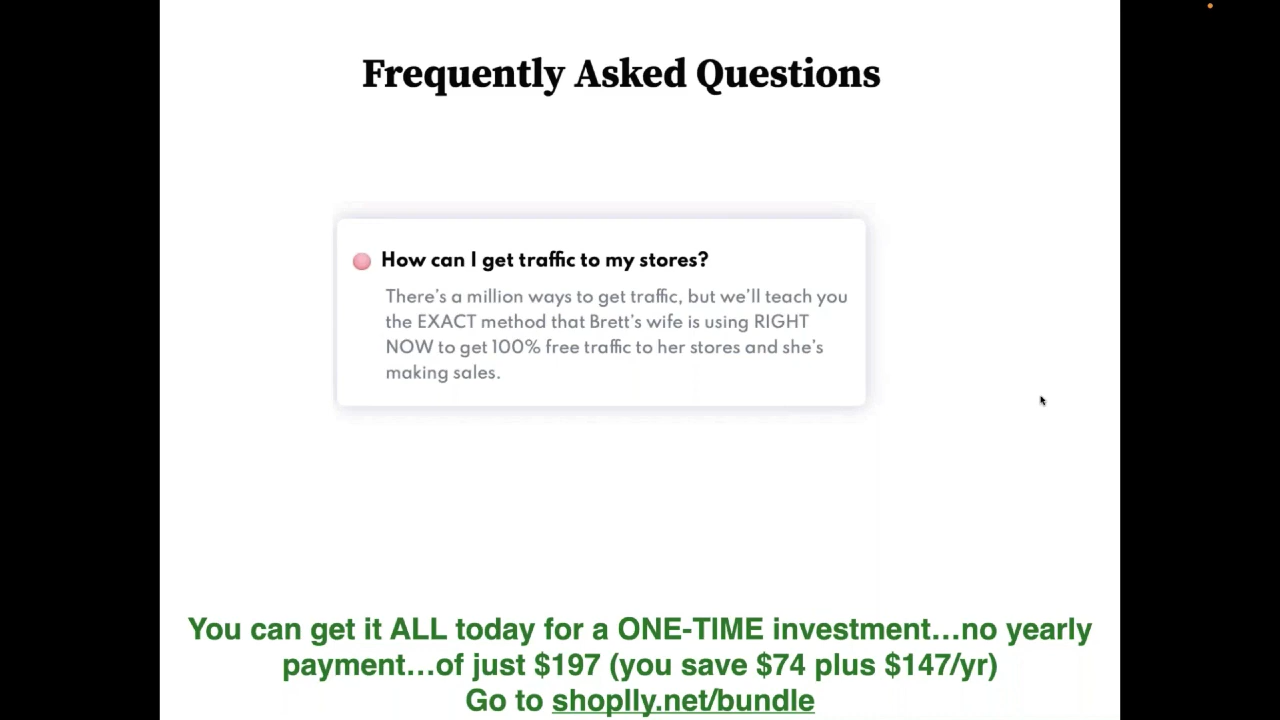 Frequently Asked Questions
How can I get traffic to my stores?
There's a million ways to get traffic, but we'll teach you
the EXACT method that Brett's wife is using RIGHT
NOW to get 100% free traffic to her stores and she's
making sales.
You can get it ALL today for a ONE-TIME investment...no yearly
payment...of just $197 (you save $74 plus $147/yr)
Go to shoplly.net/bundle